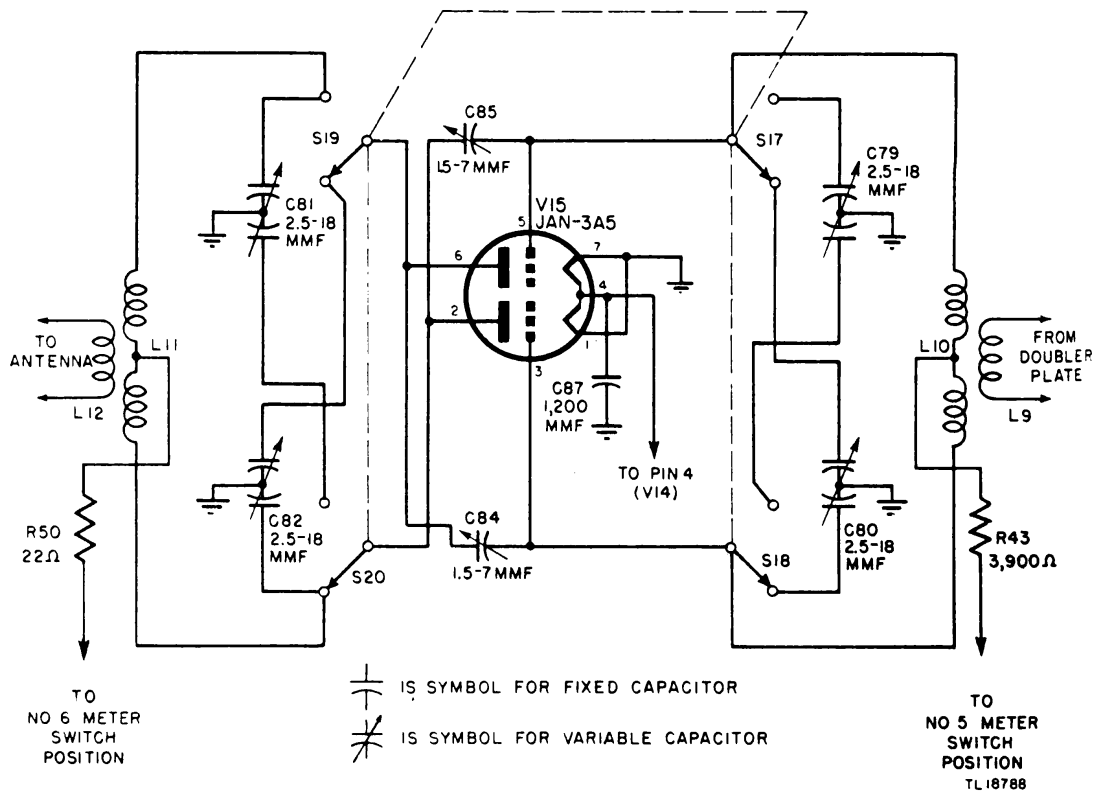 C85
1.5-7 MMF
S19
S17
C79
2.5-18
MMF
C81
2.5-18
MMF
V15
JAN-3A5
5
6
7
4
2
1
3
TO
ANTENNA
L11
L12
L10
FROM
DOUBLER
PLATE
L9
C87
1,200
MMF
TO PIN 4
(V14)
R50
22Ω
C82
2.5-18
MMF
S20
C84
1.5-7 MMF
S18
C80
2.5-18
MMF
R43
3,900Ω
TO
NO 6 METER
SWITCH
POSITION
IS SYMBOL FOR FIXED CAPACITOR
IS SYMBOL FOR VARIABLE CAPACITOR
TO
NO 5 METER
SWITCH
POSITION
TL18788